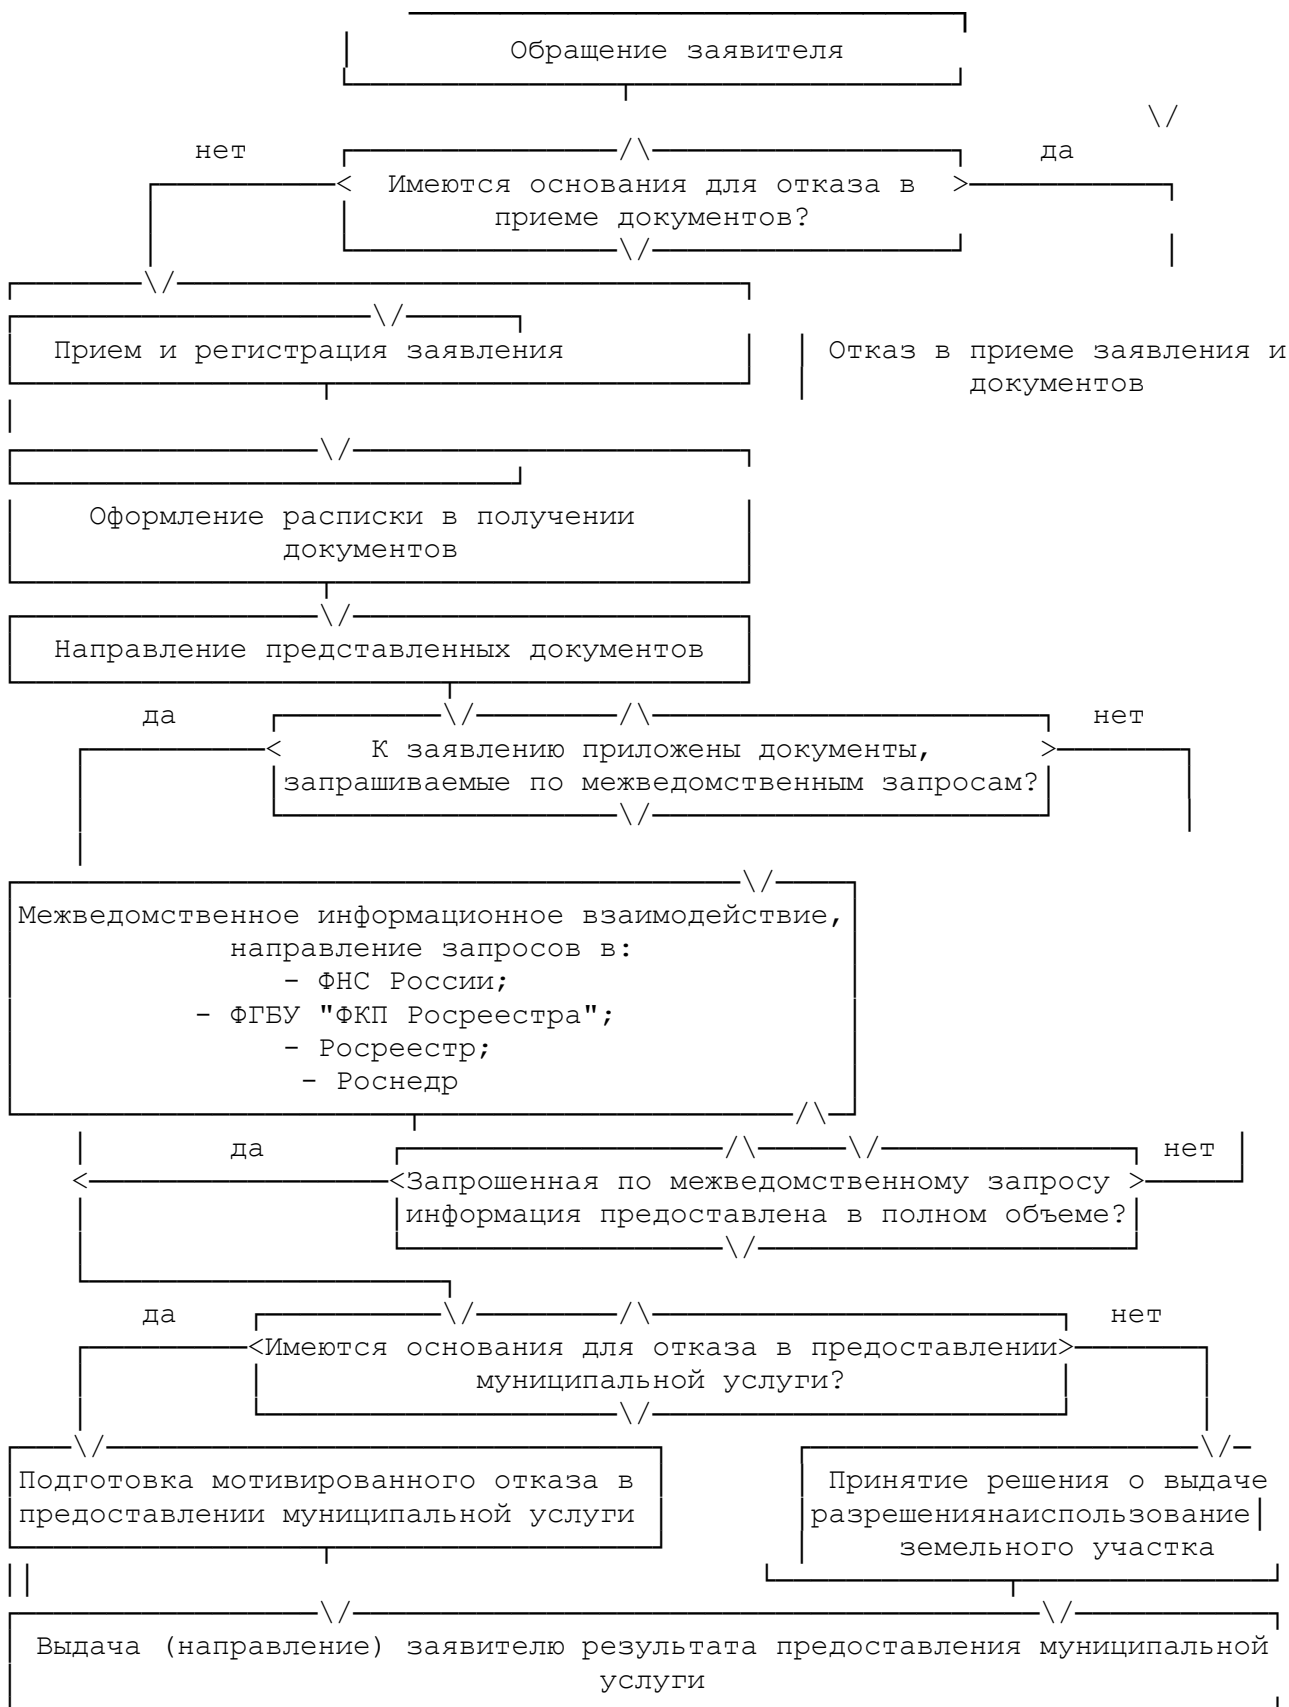 Обращение заявителя
нет
да
Имеются основания для отказа в
приеме документов?
Прием и регистрация заявления
Отказ в приеме заявления и
документов
Оформление расписки в получении
документов
Направление представленных документов
да
нет
К заявлению приложены документы,
запрашиваемые по межведомственным запросам?
Межведомственное информационное взаимодействие,
направление запросов в:
- ФНС России;
- ФГБУ "ФКП Росреестра";
- Росреестр;
- Роснедр
да
нет
Запрошенная по межведомственному запросу
информация предоставлена в полном объеме?
да
нет
Имеются основания для отказа в предоставлении
муниципальной услуги?
Подготовка мотивированного отказа в
предоставлении муниципальной услуги
Принятие решения о выдаче
разрешениянаиспользование
земельного участка
Выдача (направление) заявителю результата предоставления муниципальной
услуги